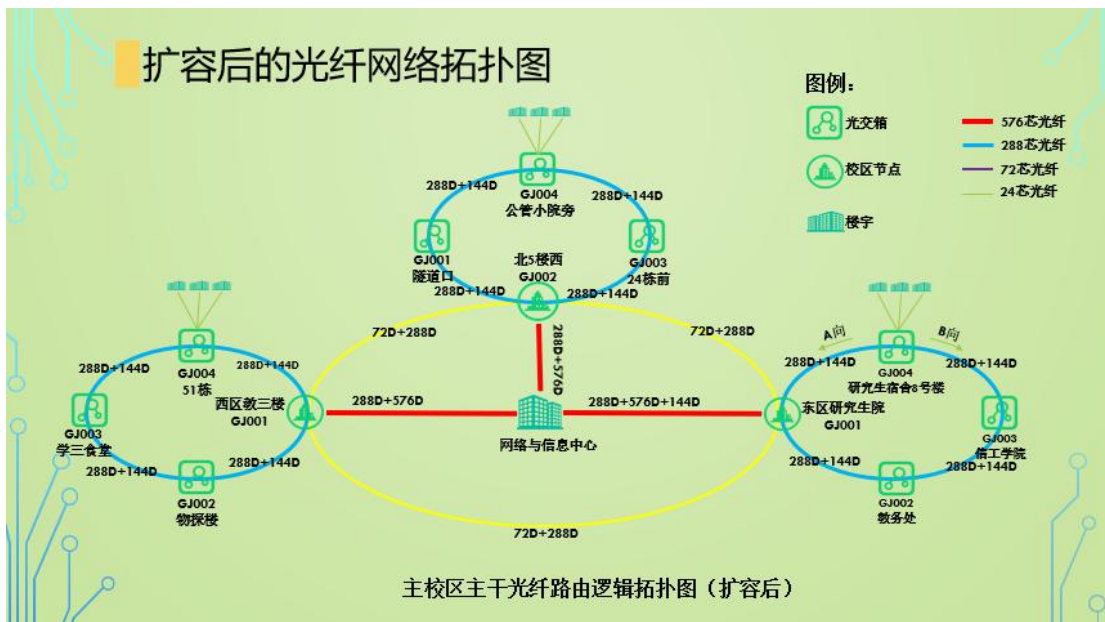 扩容后的光纤网络拓扑图
图例：
光交箱
576芯光纤
288芯光纤
校区节点
72芯光纤
24芯光纤
楼宇
288D+144D
GJ004
公管小院旁
288D+144D
GJ001
隧道口
北5楼西
GJ002
GJ003
24栋前
288D+144D
288D+144D
72D+288D
288D+576D
72D+288D
A向
B向
288D+144D
GJ004
51栋
288D+144D
288D+144D
GJ004
研究生宿舍8号楼
288D+144D
西区教三楼
GJ001
288D+576D
288D+576D+144D
东区研究生院
GJ001
GJ003
学三食堂
网络与信息中心
GJ003
信工学院
288D+144D
288D+144D
288D+144D
288D+144D
GJ002
物探楼
GJ002
教务处
72D+288D
主校区主干光纤路由逻辑拓扑图（扩容后）